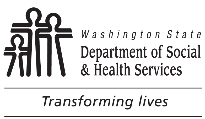 Washington State
Department of Social
& Health Services
Transforming lives